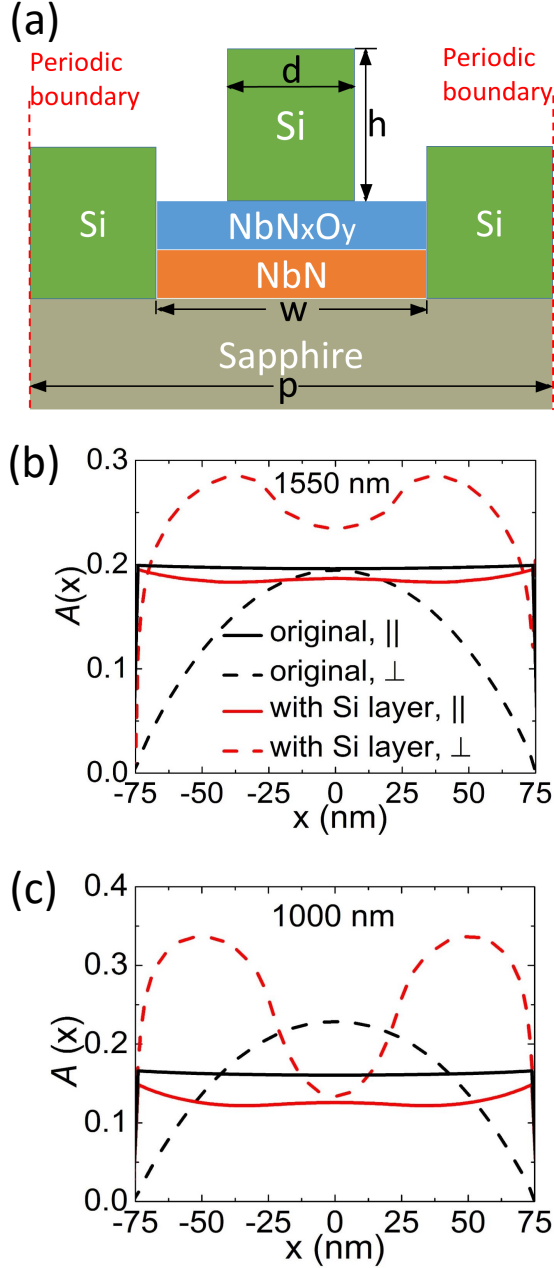 (a)
Periodic
boundary
Periodic
boundary
d
Si
h
Si
NbNxOy
Si
NbN
w
Sapphire
p
(b)
0.3
1550 nm
0.2
A(x)
original, ||
0.1
original, ⊥
with Si layer, ||
with Si layer, ⊥
0.0
-75 -50 -25 0 25 50 75
x (nm)
(c)
0.4
1000 nm
0.3
A (x)
0.2
0.1
0.0
-75 -50 -25 0 25 50 75
x (nm)